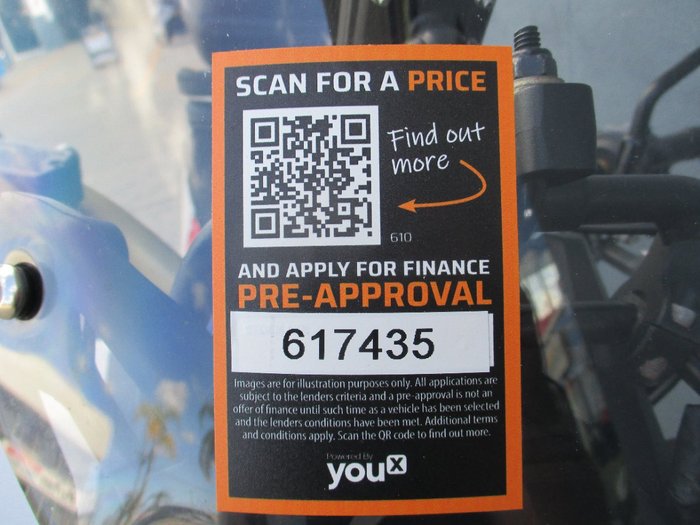 SCAN FOR A PRICE
Find out
more
610
AND APPLY FOR FINANCE
PRE-APPROVAL
617435
Images are for illustration purposes only. All applications are
subject to the lenders criteria and a pre-approval is not an
offer of finance until such time as a vehicle has been selected
and the lenders conditions have been met. Additional terms
and conditions apply. Scan the QR code to find out more.
Powered By
youX